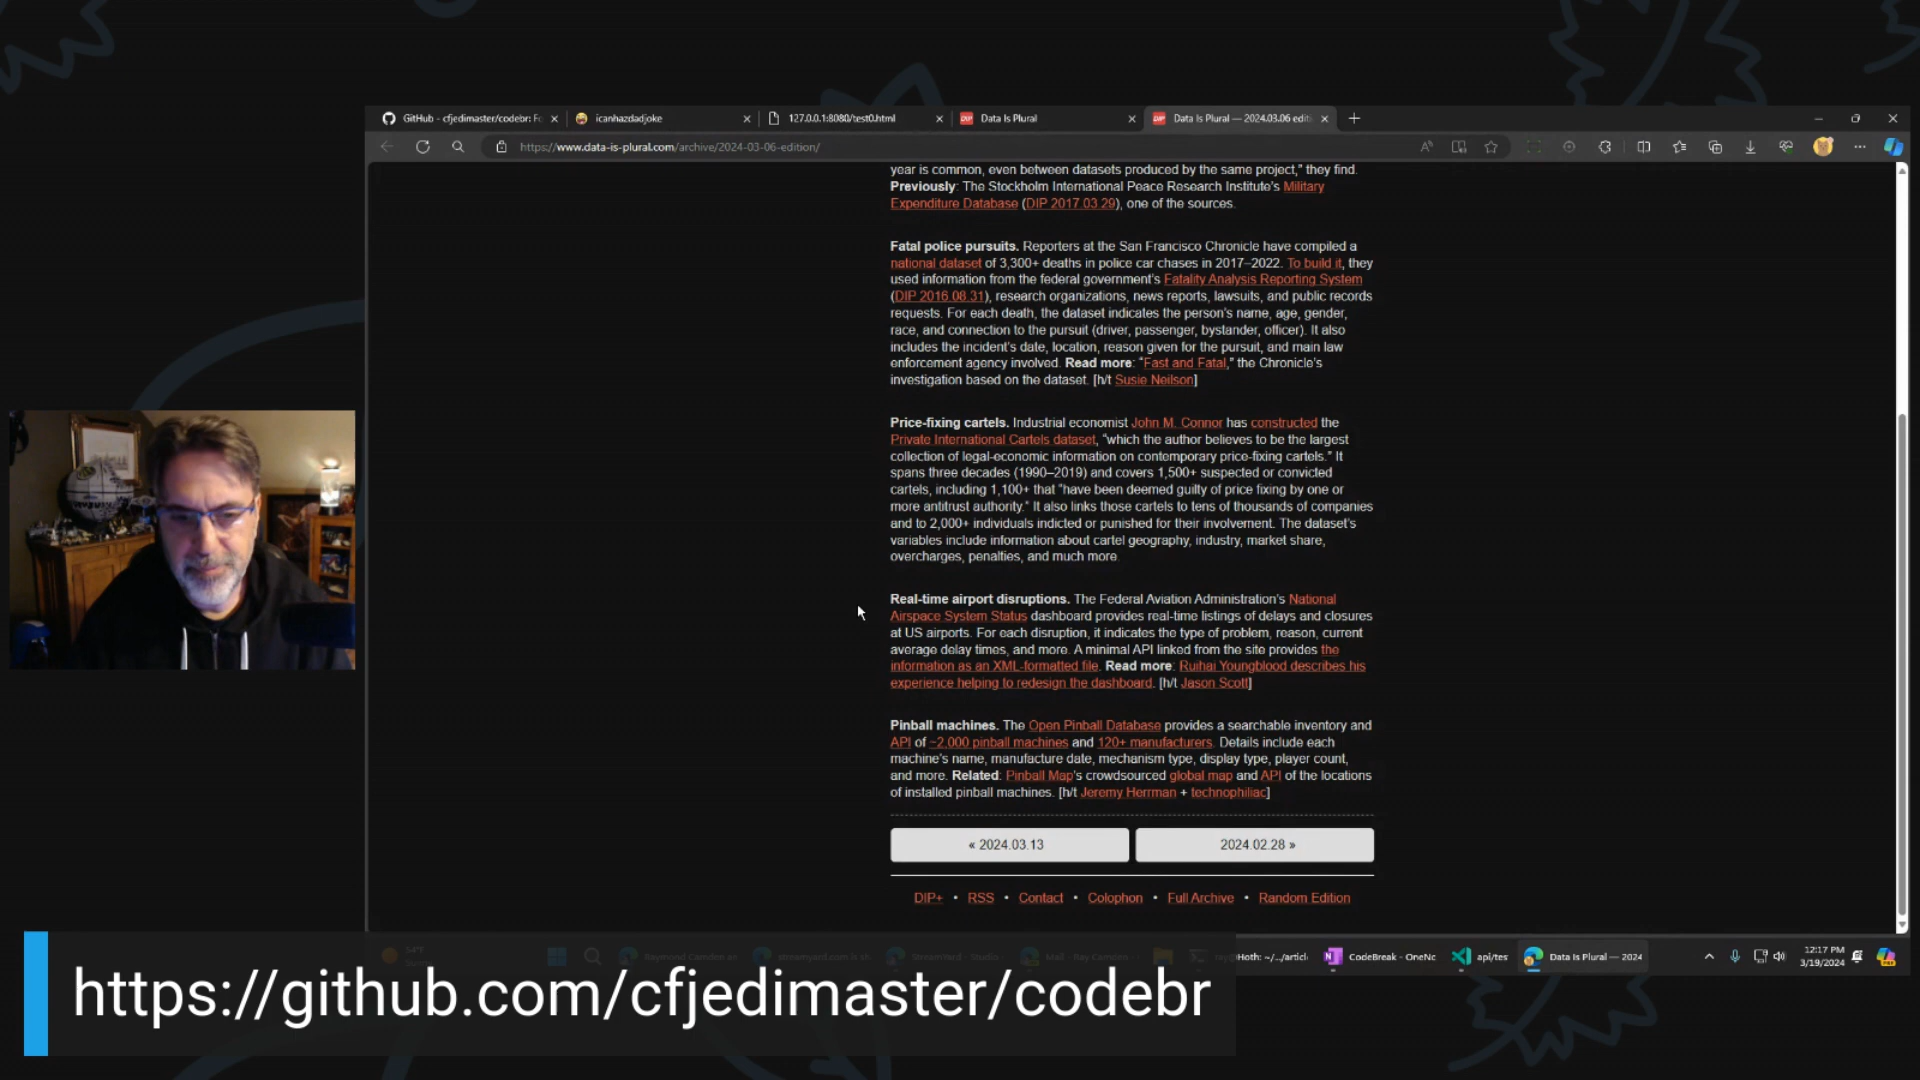 GitHub - cfjedimaster/codebr: Fo
icanhazdadjoke
127.0.0.1:8080/test0.html
Data Is Plural
Data Is Plural — 2024.03.06 editi
https://www.data-is-plural.com/archive/2024-03-06-edition/
year is common, even between datasets produced by the same project,” they find.
Previously: The Stockholm International Peace Research Institute’s Military
Expenditure Database (DIP 2017.03.29), one of the sources.
Fatal police pursuits. Reporters at the San Francisco Chronicle have compiled a
national dataset of 3,300+ deaths in police car chases in 2017–2022. To build it, they
used information from the federal government’s Fatality Analysis Reporting System
(DIP 2016.08.31), research organizations, news reports, lawsuits, and public records
requests. For each death, the dataset indicates the person’s name, age, gender,
race, and connection to the pursuit (driver, passenger, bystander, officer). It also
includes the incident’s date, location, reason given for the pursuit, and main law
enforcement agency involved. Read more: “Fast and Fatal,” the Chronicle’s
investigation based on the dataset. [h/t Susie Neilson]
Price-fixing cartels. Industrial economist John M. Connor has constructed the
Private International Cartels dataset, “which the author believes to be the largest
collection of legal-economic information on contemporary price-fixing cartels.” It
spans three decades (1990–2019) and covers 1,500+ suspected or convicted
cartels, including 1,100+ that “have been deemed guilty of price fixing by one or
more antitrust authority.” It also links those cartels to tens of thousands of companies
and to 2,000+ individuals indicted or punished for their involvement. The dataset’s
variables include information about cartel geography, industry, market share,
overcharges, penalties, and much more.
Real-time airport disruptions. The Federal Aviation Administration’s National
Airspace System Status dashboard provides real-time listings of delays and closures
at US airports. For each disruption, it indicates the type of problem, reason, current
average delay times, and more. A minimal API linked from the site provides the
information as an XML-formatted file. Read more: Ruihai Youngblood describes his
experience helping to redesign the dashboard. [h/t Jason Scott]
Pinball machines. The Open Pinball Database provides a searchable inventory and
API of ~2,000 pinball machines and 120+ manufacturers. Details include each
machine’s name, manufacture date, mechanism type, display type, player count,
and more. Related: Pinball Map’s crowdsourced global map and API of the locations
of installed pinball machines. [h/t Jeremy Herrman + technophiliac]
« 2024.03.13
2024.02.28 »
DIP+ • RSS • Contact • Colophon • Full Archive • Random Edition
54°F
Raymond Camden an
StreamYard - Studio
Mail - Ray Camden
Hoth: ~/../articl
CodeBreak - OneNc
api/tes
Data Is Plural — 2024
12:17 PM
3/19/2024
https://github.com/cfjedimaster/codebr